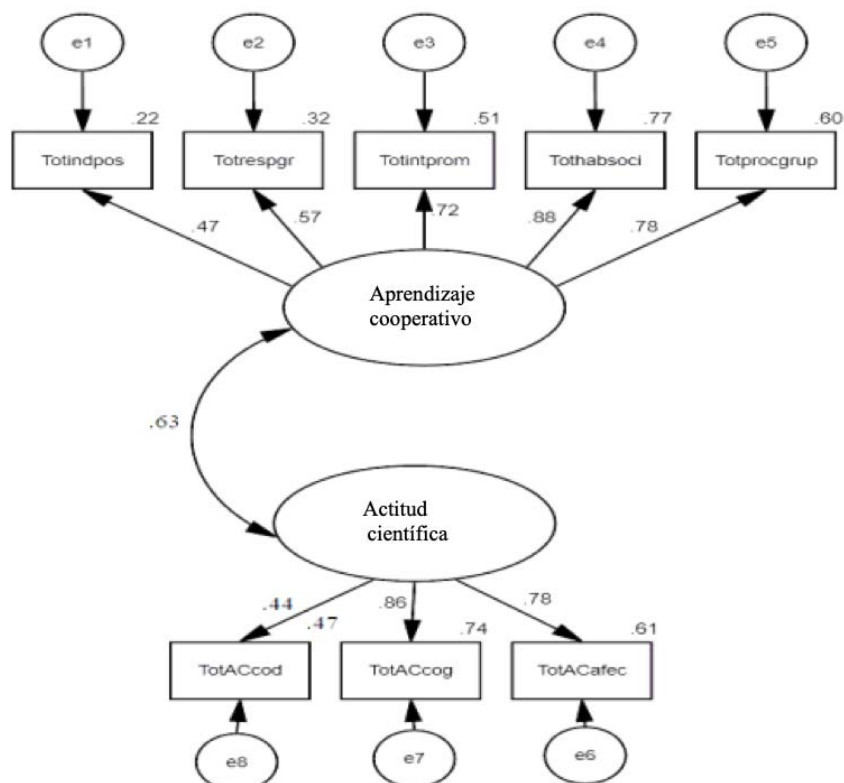 e1 e2 e3 e4 e5
.22 .32 .51 .77 .60
Totindpos Totrespgr Totintprom Tothabsoci Totprocgrup
.47 .57 .72 .88 .78
Aprendizaje
cooperativo
.63
Actitud
científica
.44 .86 .78
.47 .74 .61
TotACcod TotACcog TotACafec
e8 e7 e6